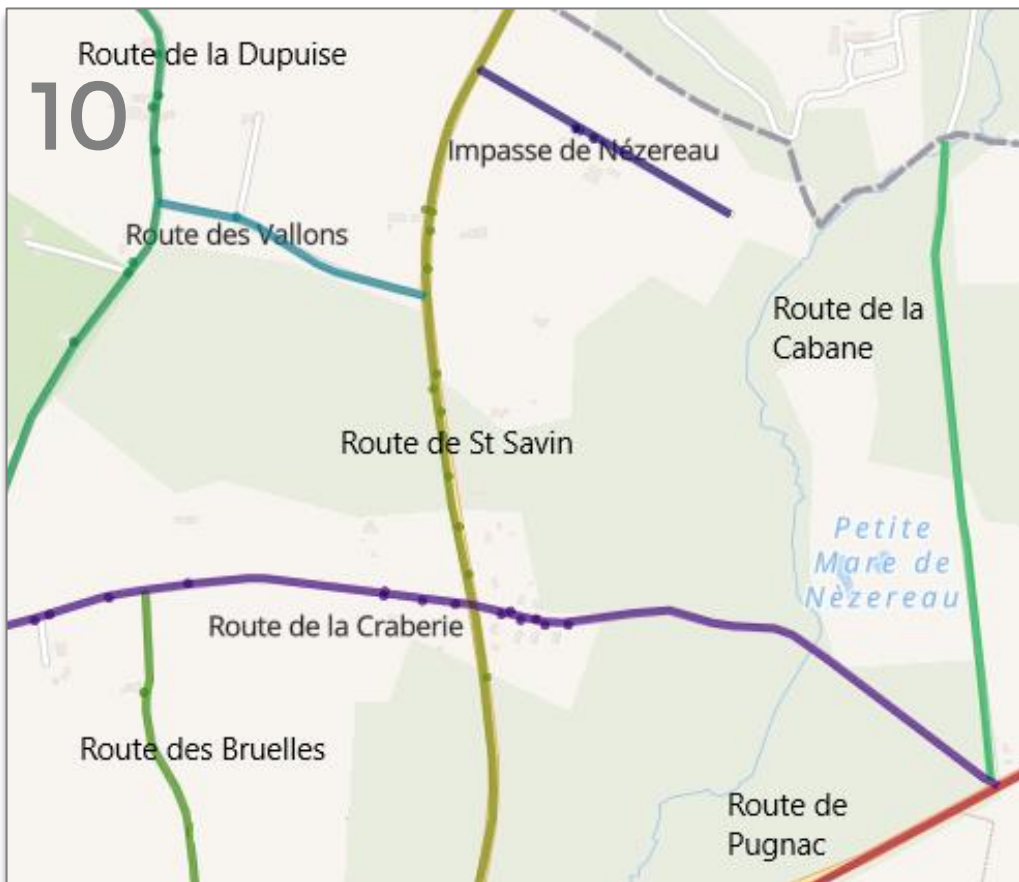 Route de la Dupuise
10
Impasse de Nézereau
Route des Vallons
Route de la
Cabane
Route de St Savin
Petite
Mare de
Nèzereau
Route de la Craberie
Route des Bruelles
Route de
Pugnac